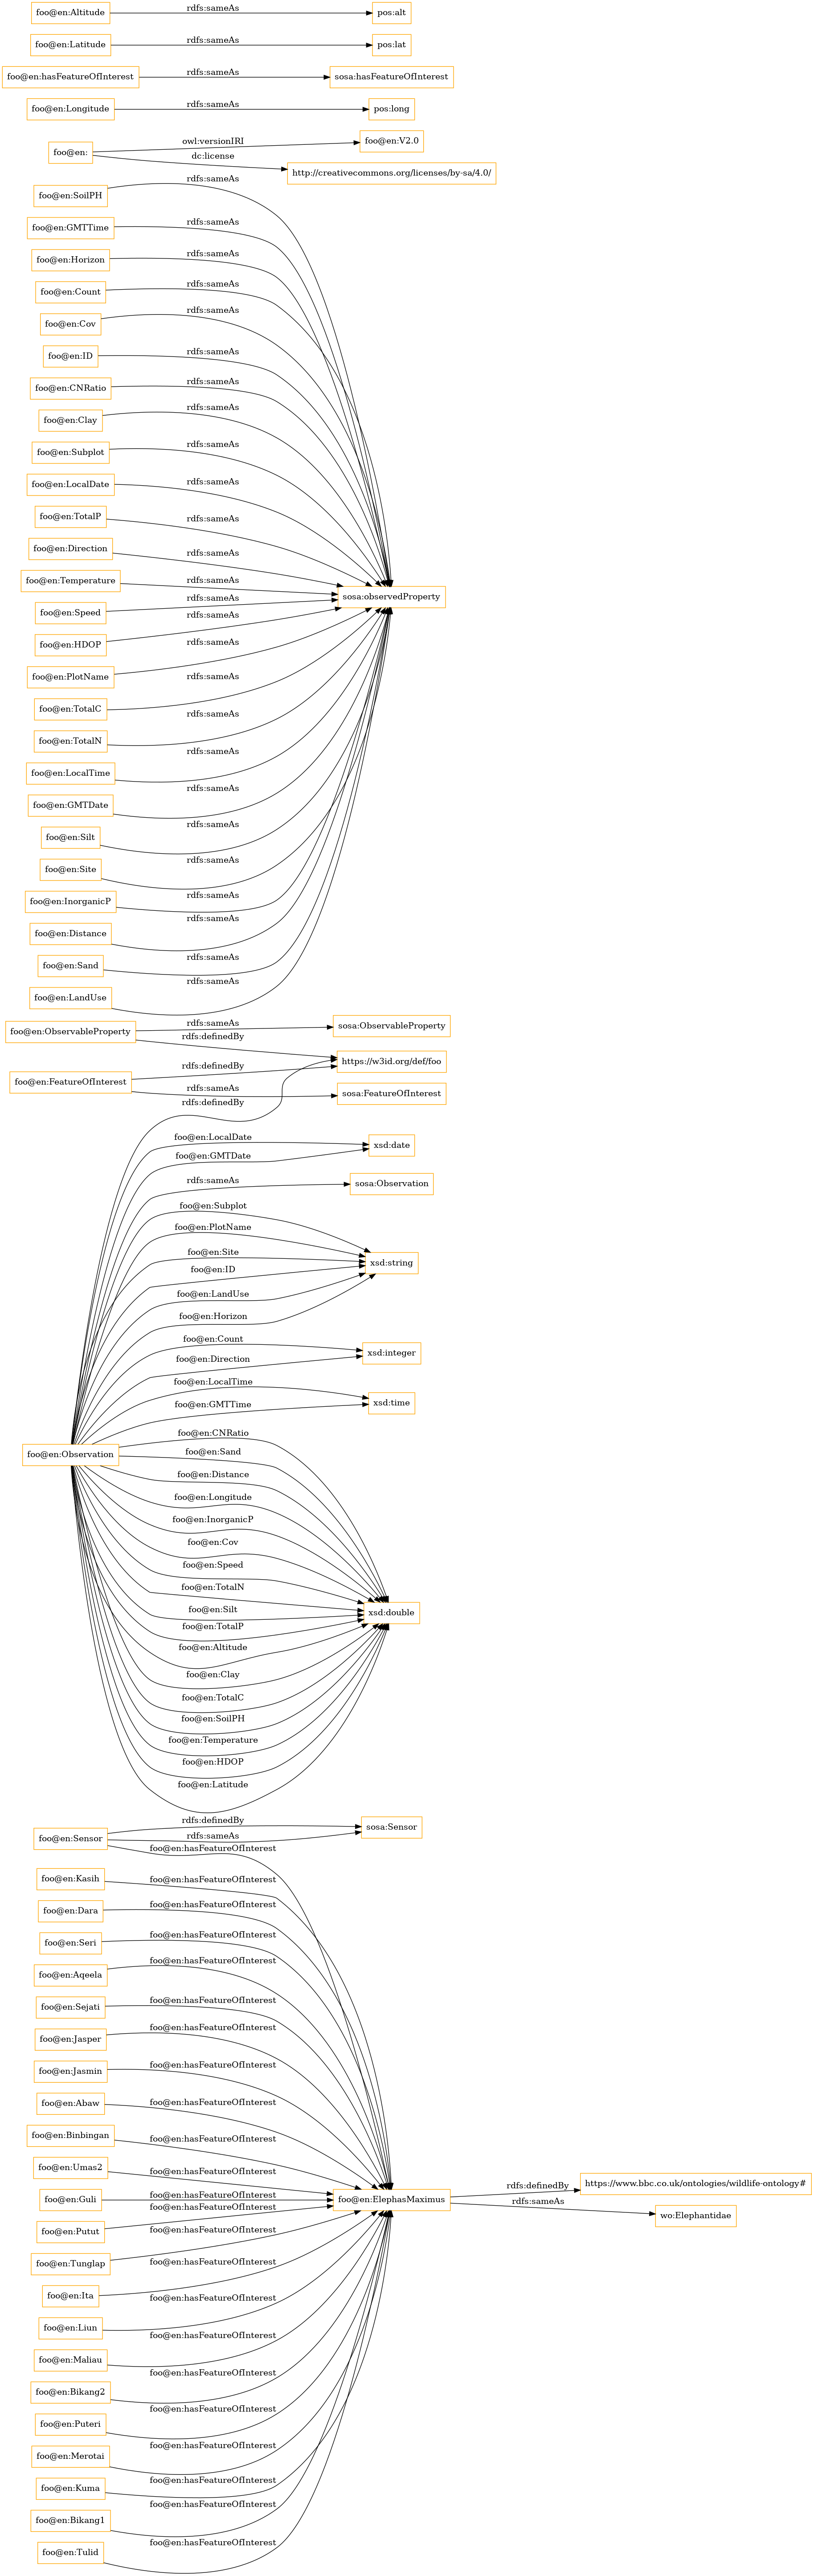 foo@en:Altitude rdfs:sameAs pos:alt
foo@en:Latitude rdfs:sameAs pos:lat
foo@en:hasFeatureOfInterest rdfs:sameAs sosa:hasFeatureOfInterest
foo@en:Longitude rdfs:sameAs pos:long
owl:versionIRI foo@en:V2.0
foo@en:
dc:license http://creativecommons.org/licenses/by-sa/4.0/
foo@en:SoilPH rdfs:sameAs
foo@en:GMTTime rdfs:sameAs
foo@en:Horizon rdfs:sameAs
foo@en:Count rdfs:sameAs
foo@en:Cov rdfs:sameAs
foo@en:ID rdfs:sameAs
foo@en:CNRatio rdfs:sameAs
foo@en:Clay rdfs:sameAs
foo@en:Subplot rdfs:sameAs
foo@en:LocalDate rdfs:sameAs
foo@en:TotalP rdfs:sameAs
foo@en:Direction rdfs:sameAs
foo@en:Temperature rdfs:sameAs
sosa:observedProperty
foo@en:Speed rdfs:sameAs
foo@en:HDOP rdfs:sameAs
foo@en:PlotName rdfs:sameAs
foo@en:TotalC rdfs:sameAs
foo@en:TotalN rdfs:sameAs
foo@en:LocalTime rdfs:sameAs
foo@en:GMTDate rdfs:sameAs
foo@en:Silt rdfs:sameAs
foo@en:Site rdfs:sameAs
foo@en:InorganicP rdfs:sameAs
foo@en:Distance rdfs:sameAs
foo@en:Sand rdfs:sameAs
foo@en:LandUse rdfs:sameAs
foo@en:ObservableProperty rdfs:sameAs sosa:ObservableProperty
rdfs:definedBy
https://w3id.org/def/foo
foo@en:FeatureOfInterest rdfs:definedBy
rdfs:sameAs sosa:FeatureOfInterest
rdfs:definedBy
foo@en:LocalDate xsd:date
foo@en:GMTDate
rdfs:sameAs sosa:Observation
foo@en:Subplot
foo@en:PlotName
foo@en:Site xsd:string
foo@en:ID
foo@en:LandUse
foo@en:Horizon
foo@en:Count xsd:integer
foo@en:Direction
foo@en:LocalTime xsd:time
foo@en:GMTTime
foo@en:CNRatio
foo@en:Observation foo@en:Sand
foo@en:Distance
foo@en:Longitude
foo@en:InorganicP
foo@en:Cov
foo@en:Speed
foo@en:TotalN
foo@en:Silt xsd:double
foo@en:TotalP
foo@en:Altitude
foo@en:Clay
foo@en:TotalC
foo@en:SoilPH
foo@en:Temperature
foo@en:HDOP
foo@en:Latitude
rdfs:definedBy sosa:Sensor
foo@en:Sensor rdfs:sameAs
foo@en:hasFeatureOfInterest
foo@en:Kasih foo@en:hasFeatureOfInterest
foo@en:Dara foo@en:hasFeatureOfInterest
foo@en:Seri foo@en:hasFeatureOfInterest
foo@en:Aqeela foo@en:hasFeatureOfInterest
foo@en:Sejati foo@en:hasFeatureOfInterest
foo@en:Jasper foo@en:hasFeatureOfInterest
foo@en:Jasmin foo@en:hasFeatureOfInterest
foo@en:Abaw foo@en:hasFeatureOfInterest
foo@en:Binbingan foo@en:hasFeatureOfInterest
foo@en:Umas2 foo@en:hasFeatureOfInterest
rdfs:definedBy https://www.bbc.co.uk/ontologies/wildlife-ontology#
foo@en:Guli foo@en:hasFeatureOfInterest foo@en:ElephasMaximus
rdfs:sameAs wo:Elephantidae
foo@en:Putut foo@en:hasFeatureOfInterest
foo@en:Tunglap foo@en:hasFeatureOfInterest
foo@en:Ita foo@en:hasFeatureOfInterest
foo@en:Liun foo@en:hasFeatureOfInterest
foo@en:Maliau foo@en:hasFeatureOfInterest
foo@en:Bikang2 foo@en:hasFeatureOfInterest
foo@en:Puteri foo@en:hasFeatureOfInterest
foo@en:Merotai foo@en:hasFeatureOfInterest
foo@en:Kuma foo@en:hasFeatureOfInterest
foo@en:Bikang1 foo@en:hasFeatureOfInterest
foo@en:Tulid foo@en:hasFeatureOfInterest